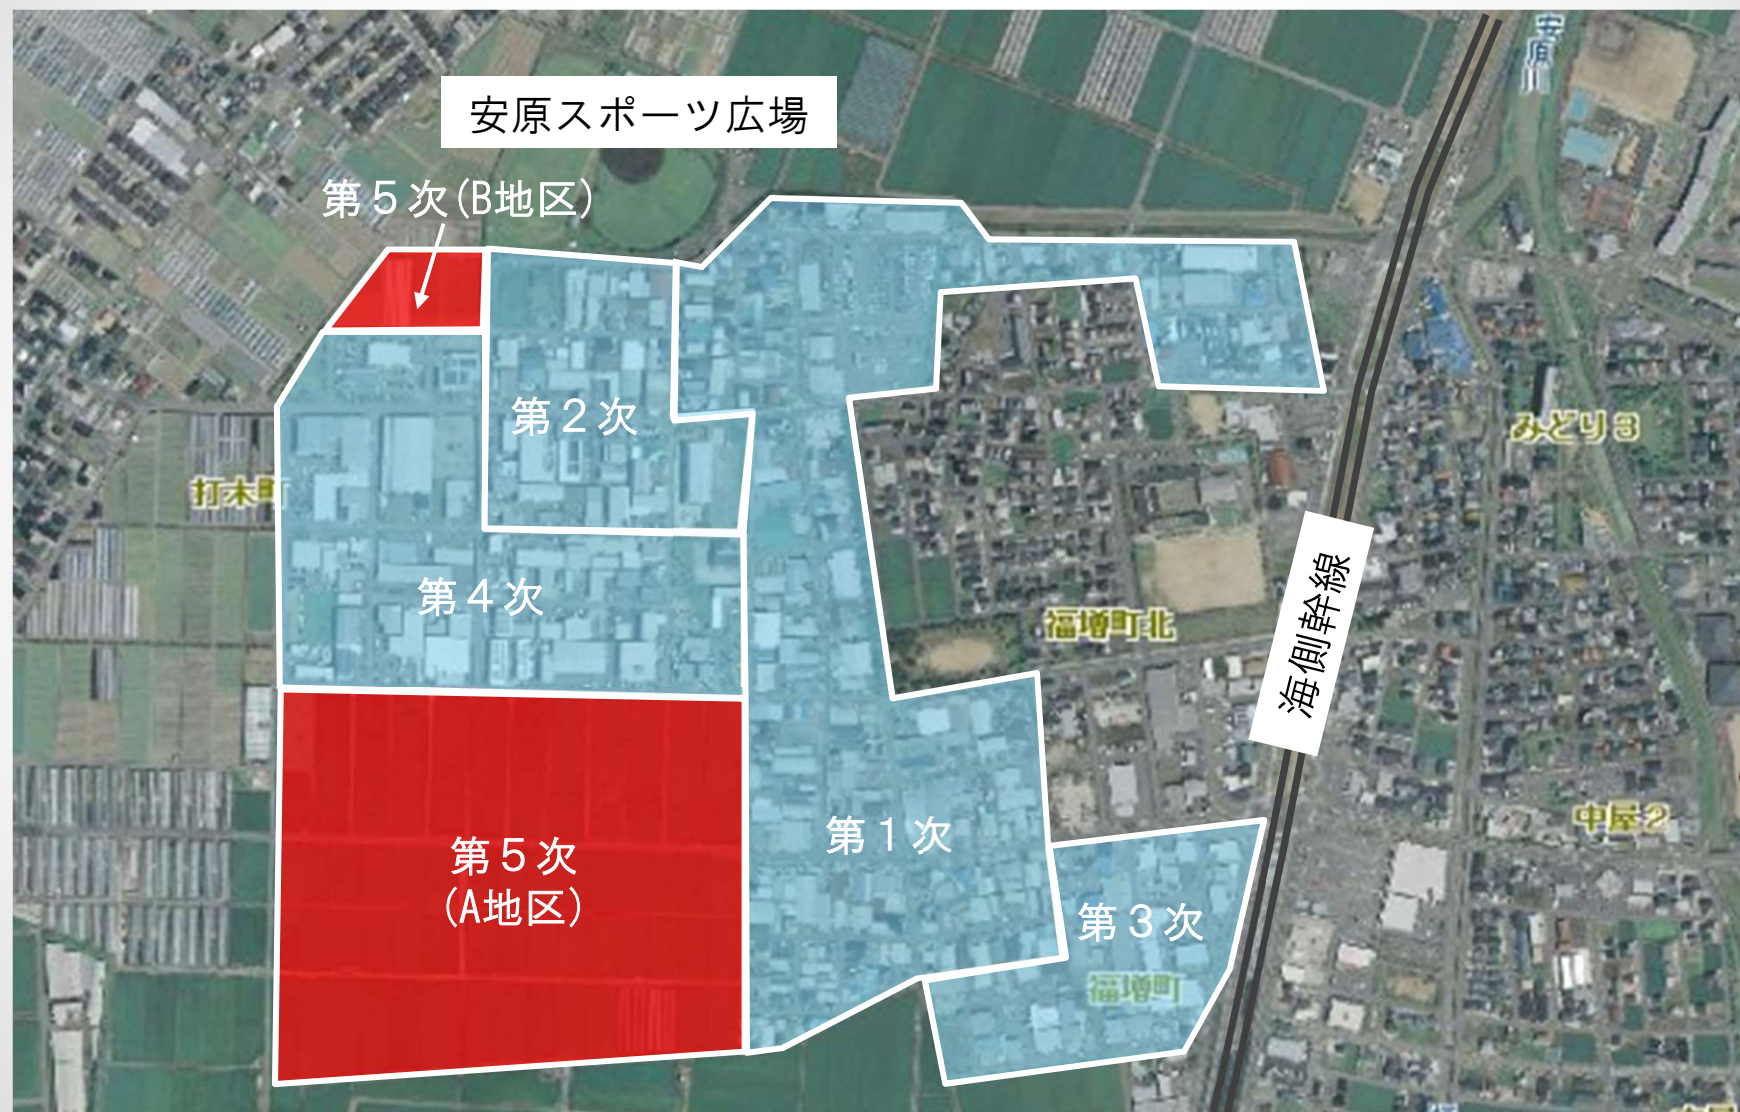 安原川
安原スポーツ広場
第５次(B地区)
第２次
みどり３
打木町
第４次
福増町北
海側幹線
第１次
中屋２
第５次
(A地区)
第３次
福増町